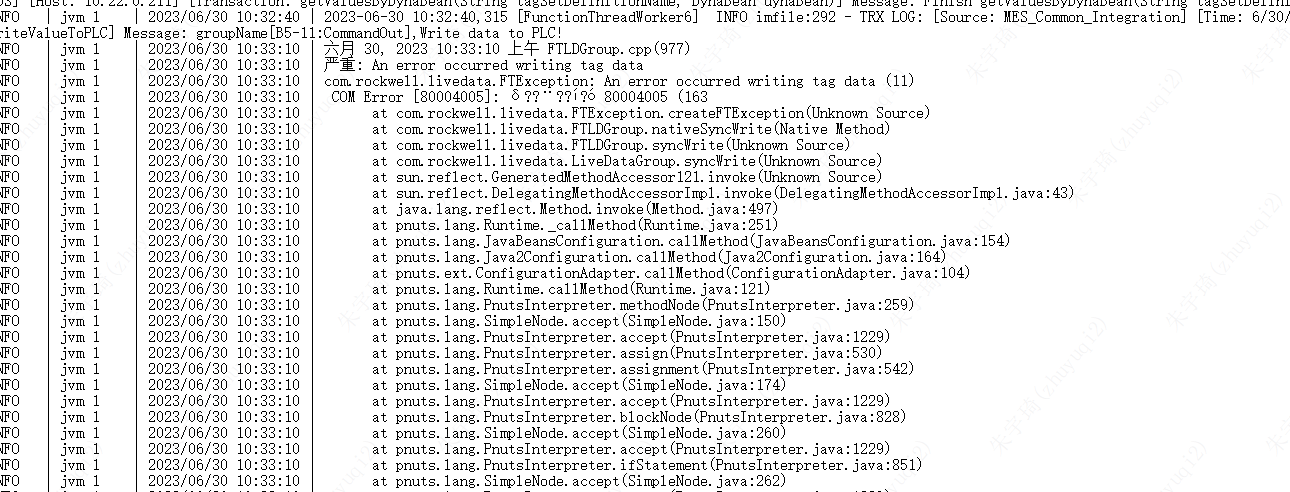 OS] [Host: 10.22.0.211] [Transaction: getValuesByDynaBean(String tagSetDefinitionName, DynaBean dynabean)] Message: Finish getValuesByDynaBean(String tagSetDefini
NFO | jvm 1 | 2023/06/30 10:32:40 | 2023-06-30 10:32:40,315 [FunctionThreadWorker6] INFO imfile:292 - TRX LOG: [Source: MES_Common_Integration] [Time: 6/30/
riteValueToPLC] Message: groupName[B5-11:CommandOut],Write data to PLC!
NFO | jvm 1 | 2023/06/30 10:33:10 | 六月 30, 2023 10:33:10 上午 FTLDGroup.cpp(977)
NFO | jvm 1 | 2023/06/30 10:33:10 | 严重: An error occurred writing tag data
NFO | jvm 1 | 2023/06/30 10:33:10 | com.rockwell.livedata.FTException: An error occurred writing tag data (11)
NFO | jvm 1 | 2023/06/30 10:33:10 | COM Error [80004005]: 80004005 (163
NFO | jvm 1 | 2023/06/30 10:33:10 | at com.rockwell.livedata.FTException.createFTException(Unknown Source)
NFO | jvm 1 | 2023/06/30 10:33:10 | at com.rockwell.livedata.FTLDGroup.nativeSyncWrite(Native Method)
NFO | jvm 1 | 2023/06/30 10:33:10 | at com.rockwell.livedata.FTLDGroup.syncWrite(Unknown Source)
NFO | jvm 1 | 2023/06/30 10:33:10 | at com.rockwell.livedata.LiveDataGroup.syncWrite(Unknown Source)
NFO | jvm 1 | 2023/06/30 10:33:10 | at sun.reflect.GeneratedMethodAccessor121.invoke(Unknown Source)
NFO | jvm 1 | 2023/06/30 10:33:10 | at sun.reflect.DelegatingMethodAccessorImpl.invoke(DelegatingMethodAccessorImpl.java:43)
NFO | jvm 1 | 2023/06/30 10:33:10 | at java.lang.reflect.Method.invoke(Method.java:497)
NFO | jvm 1 | 2023/06/30 10:33:10 | at pnuts.lang.Runtime._callMethod(Runtime.java:251)
NFO | jvm 1 | 2023/06/30 10:33:10 | at pnuts.lang.JavaBeansConfiguration.callMethod(JavaBeansConfiguration.java:154)
NFO | jvm 1 | 2023/06/30 10:33:10 | at pnuts.lang.Java2Configuration.callMethod(Java2Configuration.java:164)
NFO | jvm 1 | 2023/06/30 10:33:10 | at pnuts.ext.ConfigurationAdapter.callMethod(ConfigurationAdapter.java:104)
NFO | jvm 1 | 2023/06/30 10:33:10 | at pnuts.lang.Runtime.callMethod(Runtime.java:121)
NFO | jvm 1 | 2023/06/30 10:33:10 | at pnuts.lang.PnutsInterpreter.methodNode(PnutsInterpreter.java:259)
NFO | jvm 1 | 2023/06/30 10:33:10 | at pnuts.lang.SimpleNode.accept(SimpleNode.java:150)
NFO | jvm 1 | 2023/06/30 10:33:10 | at pnuts.lang.PnutsInterpreter.accept(PnutsInterpreter.java:1229)
NFO | jvm 1 | 2023/06/30 10:33:10 | at pnuts.lang.PnutsInterpreter.assign(PnutsInterpreter.java:530)
NFO | jvm 1 | 2023/06/30 10:33:10 | at pnuts.lang.PnutsInterpreter.assignment(PnutsInterpreter.java:542)
NFO | jvm 1 | 2023/06/30 10:33:10 | at pnuts.lang.SimpleNode.accept(SimpleNode.java:174)
NFO | jvm 1 | 2023/06/30 10:33:10 | at pnuts.lang.PnutsInterpreter.accept(PnutsInterpreter.java:1229)
NFO | jvm 1 | 2023/06/30 10:33:10 | at pnuts.lang.PnutsInterpreter.blockNode(PnutsInterpreter.java:828)
NFO | jvm 1 | 2023/06/30 10:33:10 | at pnuts.lang.SimpleNode.accept(SimpleNode.java:260)
NFO | jvm 1 | 2023/06/30 10:33:10 | at pnuts.lang.PnutsInterpreter.accept(PnutsInterpreter.java:1229)
NFO | jvm 1 | 2023/06/30 10:33:10 | at pnuts.lang.PnutsInterpreter.ifStatement(PnutsInterpreter.java:851)
NFO | jvm 1 | 2023/06/30 10:33:10 | at pnuts.lang.SimpleNode.accept(SimpleNode.java:262)